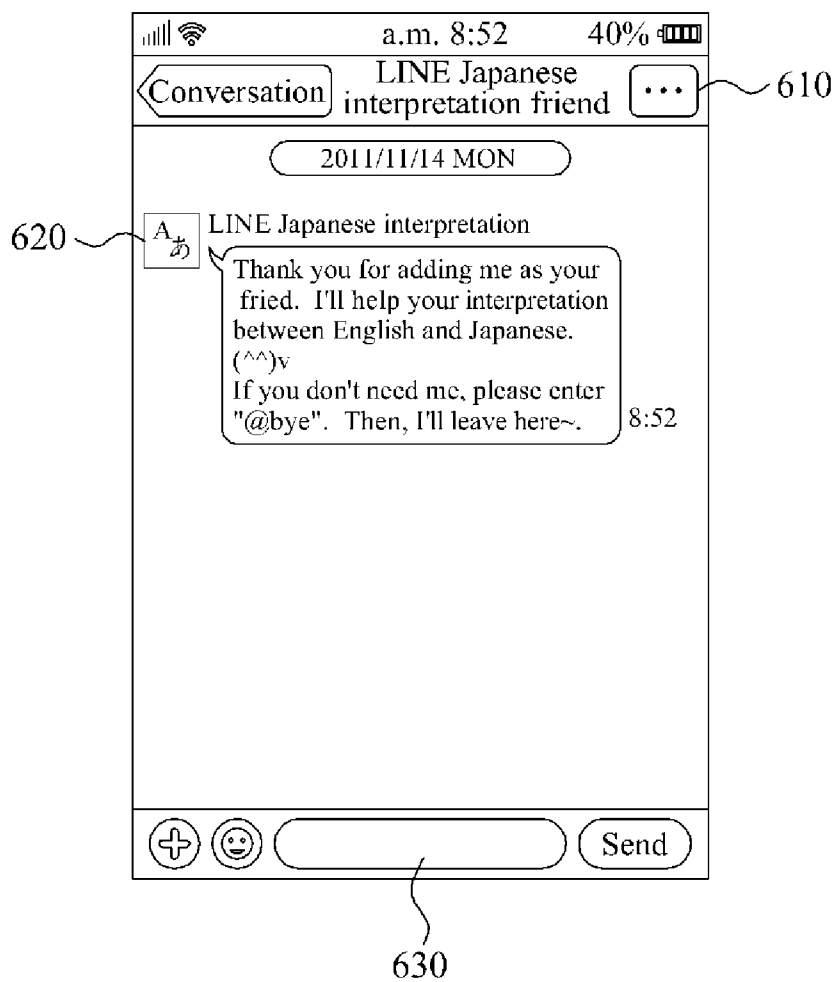 a.m. 8:52 40%
Conversation
LINE Japanese
interpretation friend
...
610
2011/11/14 MON
620
Aあ
LINE Japanese interpretation
Thank you for adding me as your
fried. I'll help your interpretation
between English and Japanese.
(^^)v
If you don't need me, please enter
"@bye". Then, I'll leave here~.
8:52
Send
630